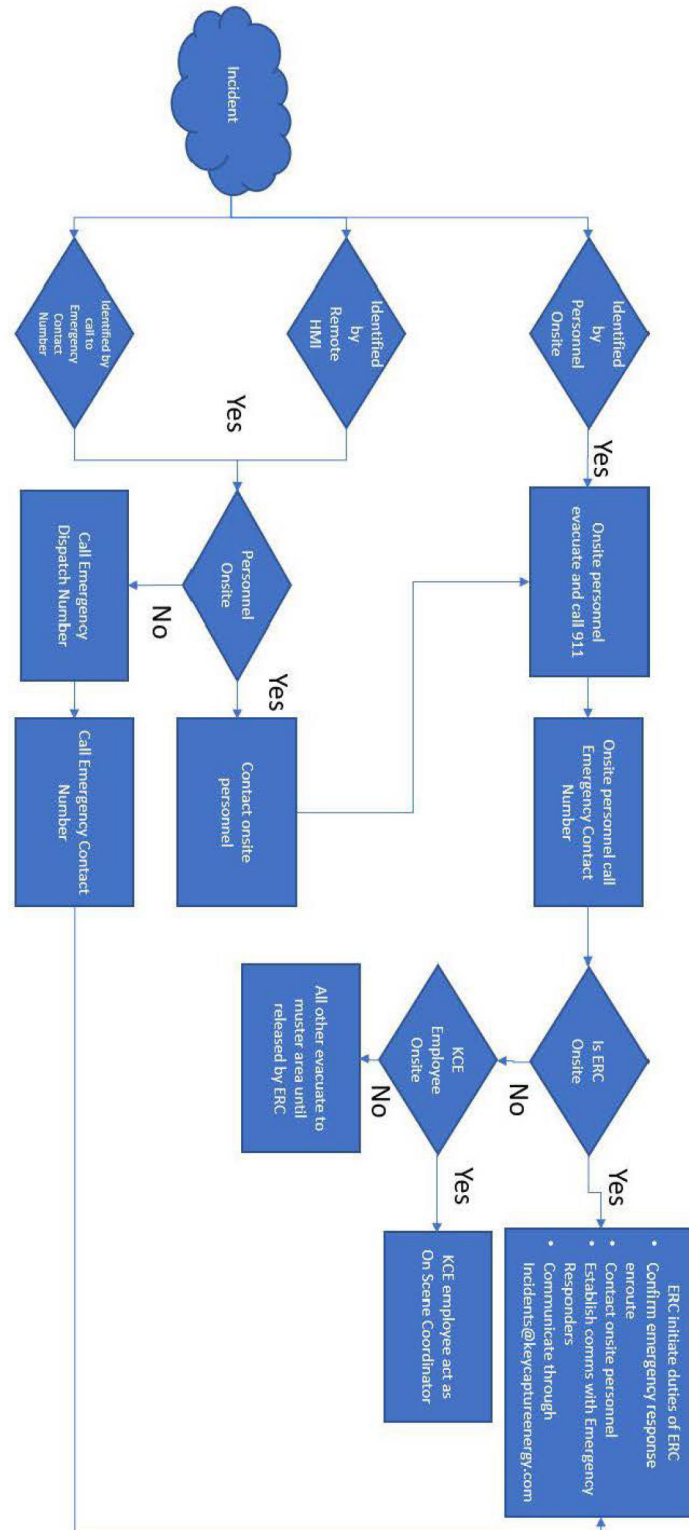 Incident
Identified
by
Personnel
Onsite
Yes
Onsite personnel
evacuate and call 911
Onsite personnel call
Emergency Contact
Number
Is ERC
Onsite
Yes
ERC initiate duties of ERC
• Confirm emergency response
enroute
• Contact onsite personnel
• Establish comms with Emergency
Responders
• Communicate through
Incidents@keycaptureenergy.com
No
KCE
Employee
Onsite
Yes
KCE employee act as
On Scene Coordinator
No
All other evacuate to
muster area until
released by ERC
Identified
by
Remote
HMI
Yes
Identified by
call to
Emergency
Contact
Number
Personnel
Onsite
Yes
Contact onsite
personnel
No
Call Emergency
Dispatch Number
Call Emergency Contact
Number